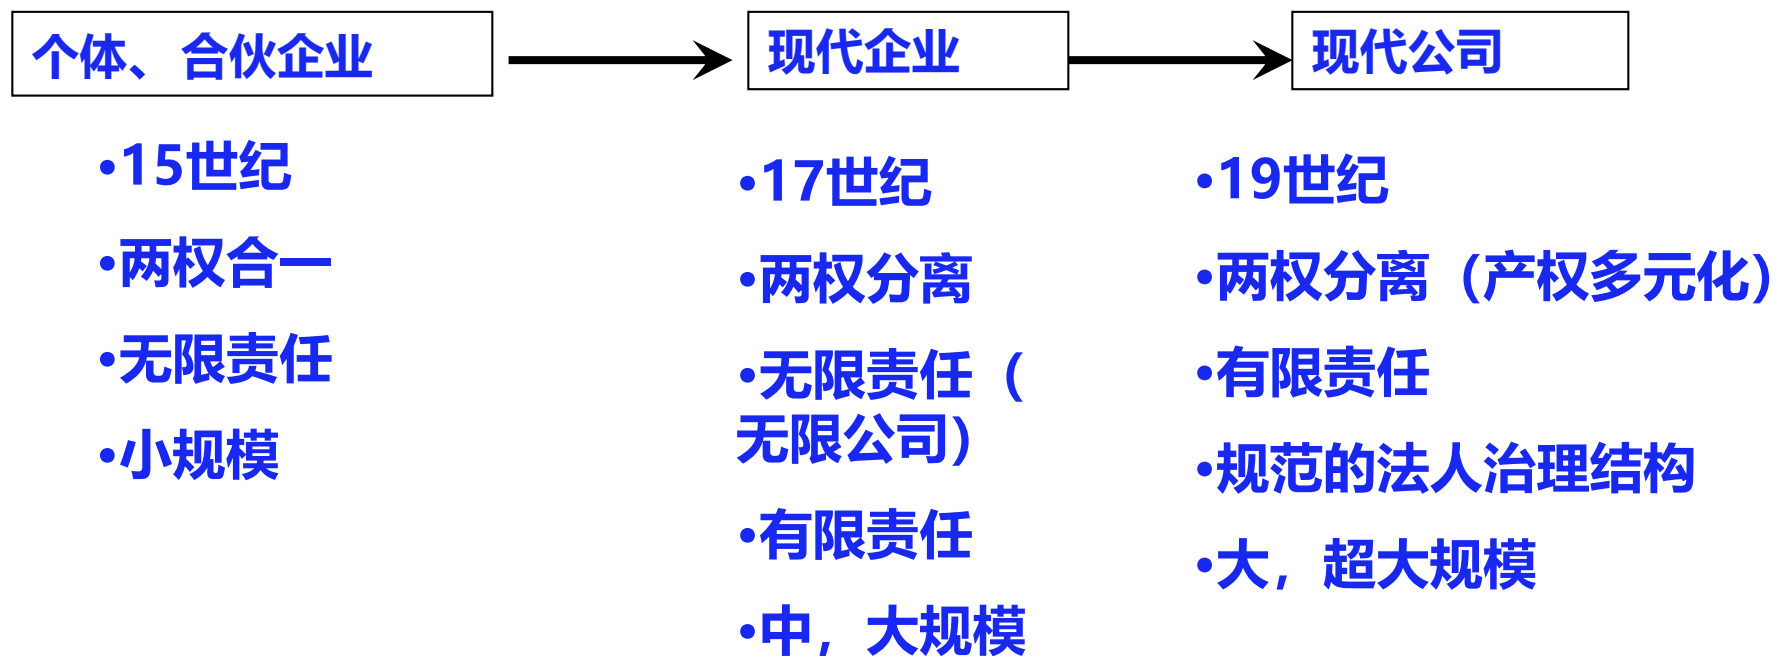 个体、合伙企业
•15世纪
•两权合一
•无限责任
•小规模
现代企业
•17世纪
•两权分离
•无限责任（
无限公司）
•有限责任
•中，大规模
现代公司
•19世纪
•两权分离（产权多元化）
•有限责任
•规范的法人治理结构
•大，超大规模